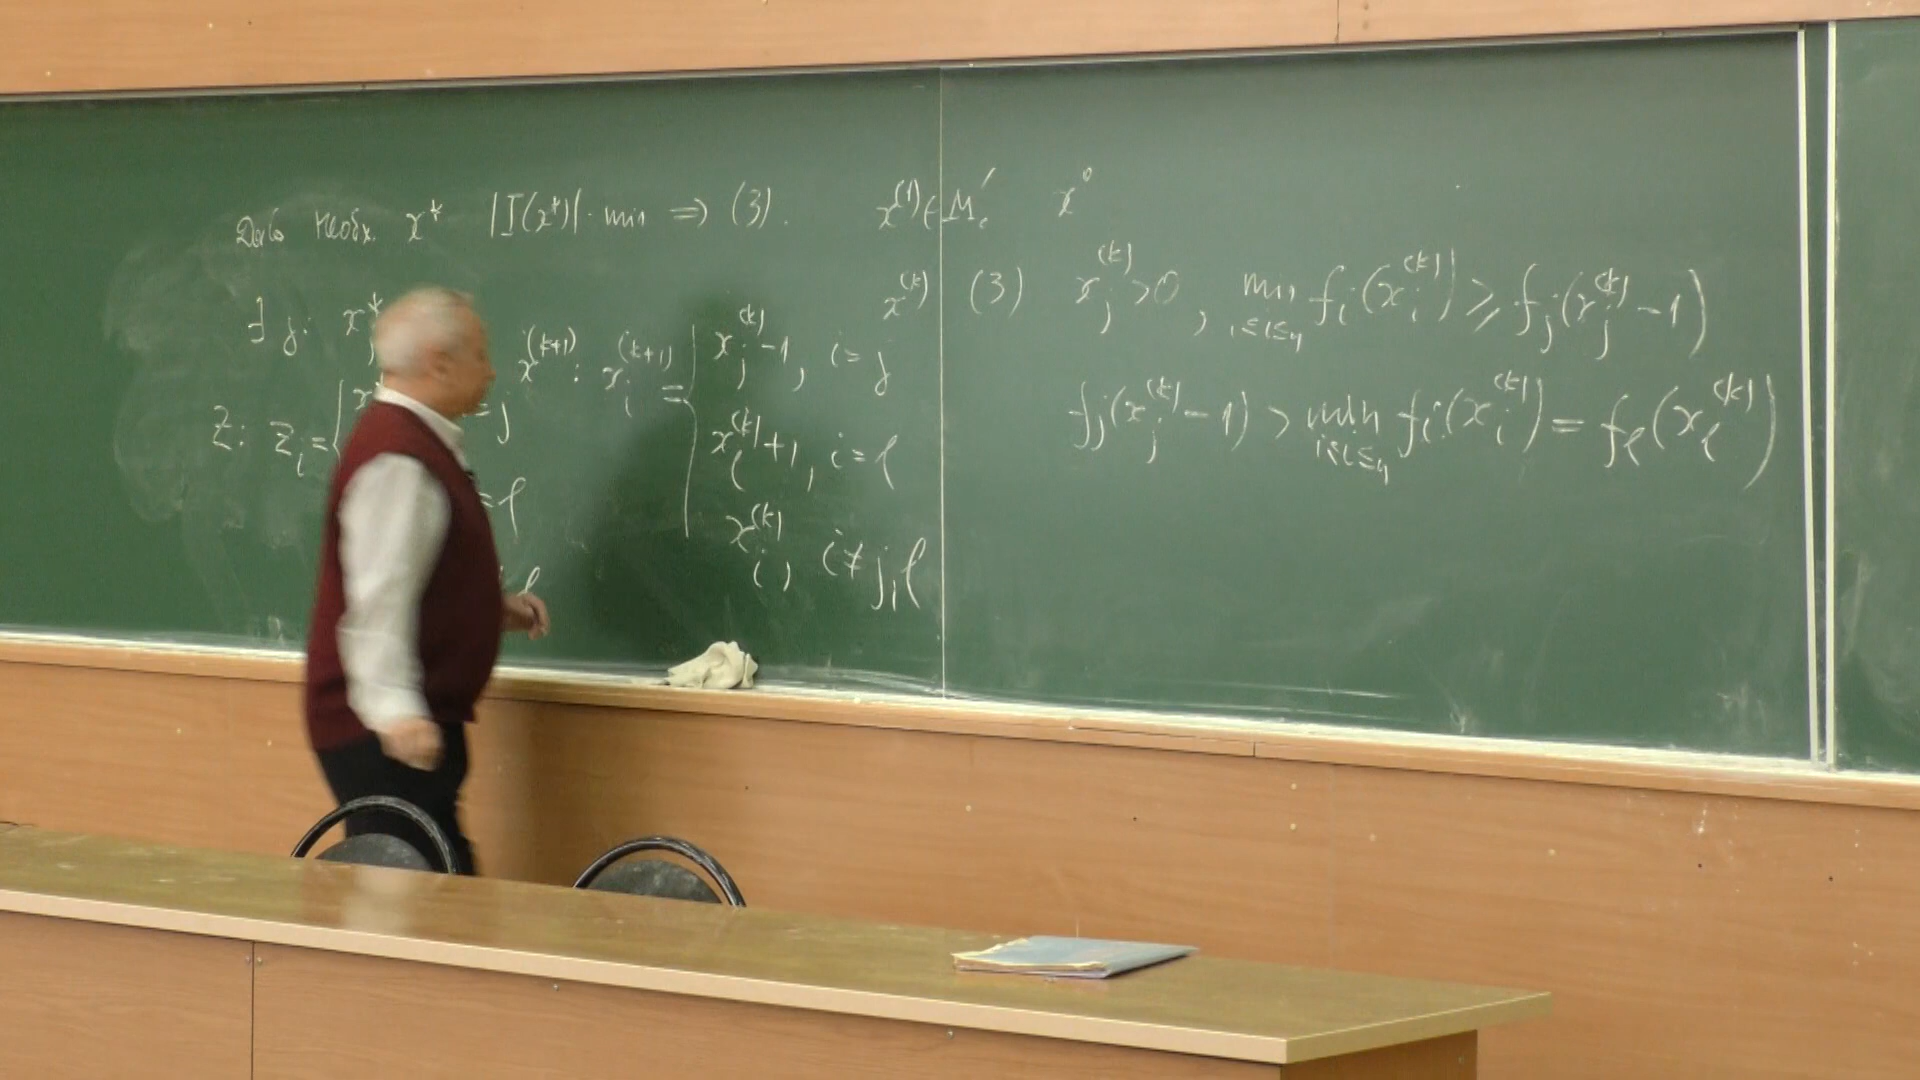 Док-во необх. x* |I(x*)| - min ⇒ (3).
∃ j: x*
z: z_i = { x* = j
= l
l
x^(1) ∈ M' x^0
x^(k) (3) x_j^(k) > 0, min_{1≤i≤n} f_i(x_i^(k)) ≥ f_j(x_j^(k) - 1)
x^(k+1): x_i^(k+1) = { x_j^(k) - 1, i = j
x_l^(k) + 1, i = l
x_i^(k), i ≠ j, l
f_j(x_j^(k) - 1) > min_{1≤i≤n} f_i(x_i^(k)) = f_l(x_l^(k))